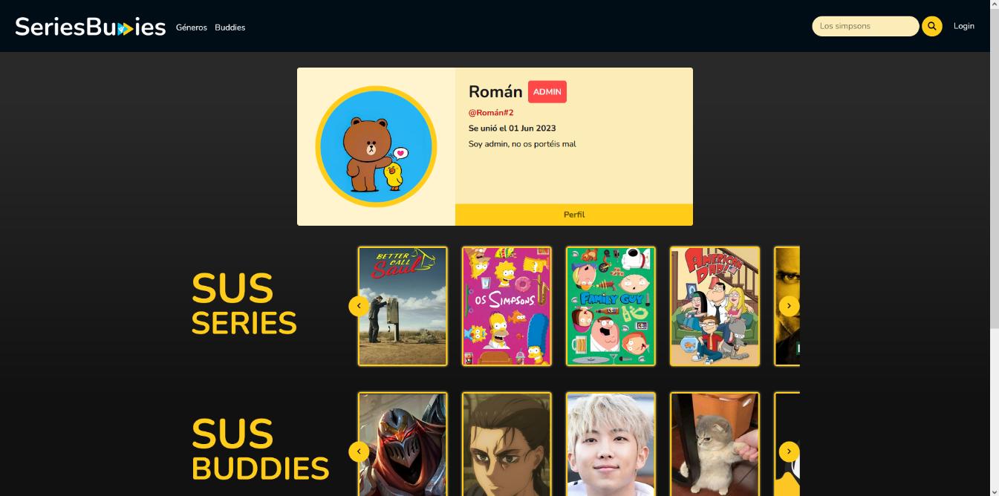 SeriesBuddies
Géneros
Buddies
Los simpsons
Login
Román
ADMIN
@Román#2
Se unió el 01 Jun 2023
Soy admin, no os portéis mal
Perfil
SUS
SERIES
BETTER
CALL
Saul
OS SIMPSONS
FAMILY GUY
AMERICAN
DAD!
SUS
BUDDIES